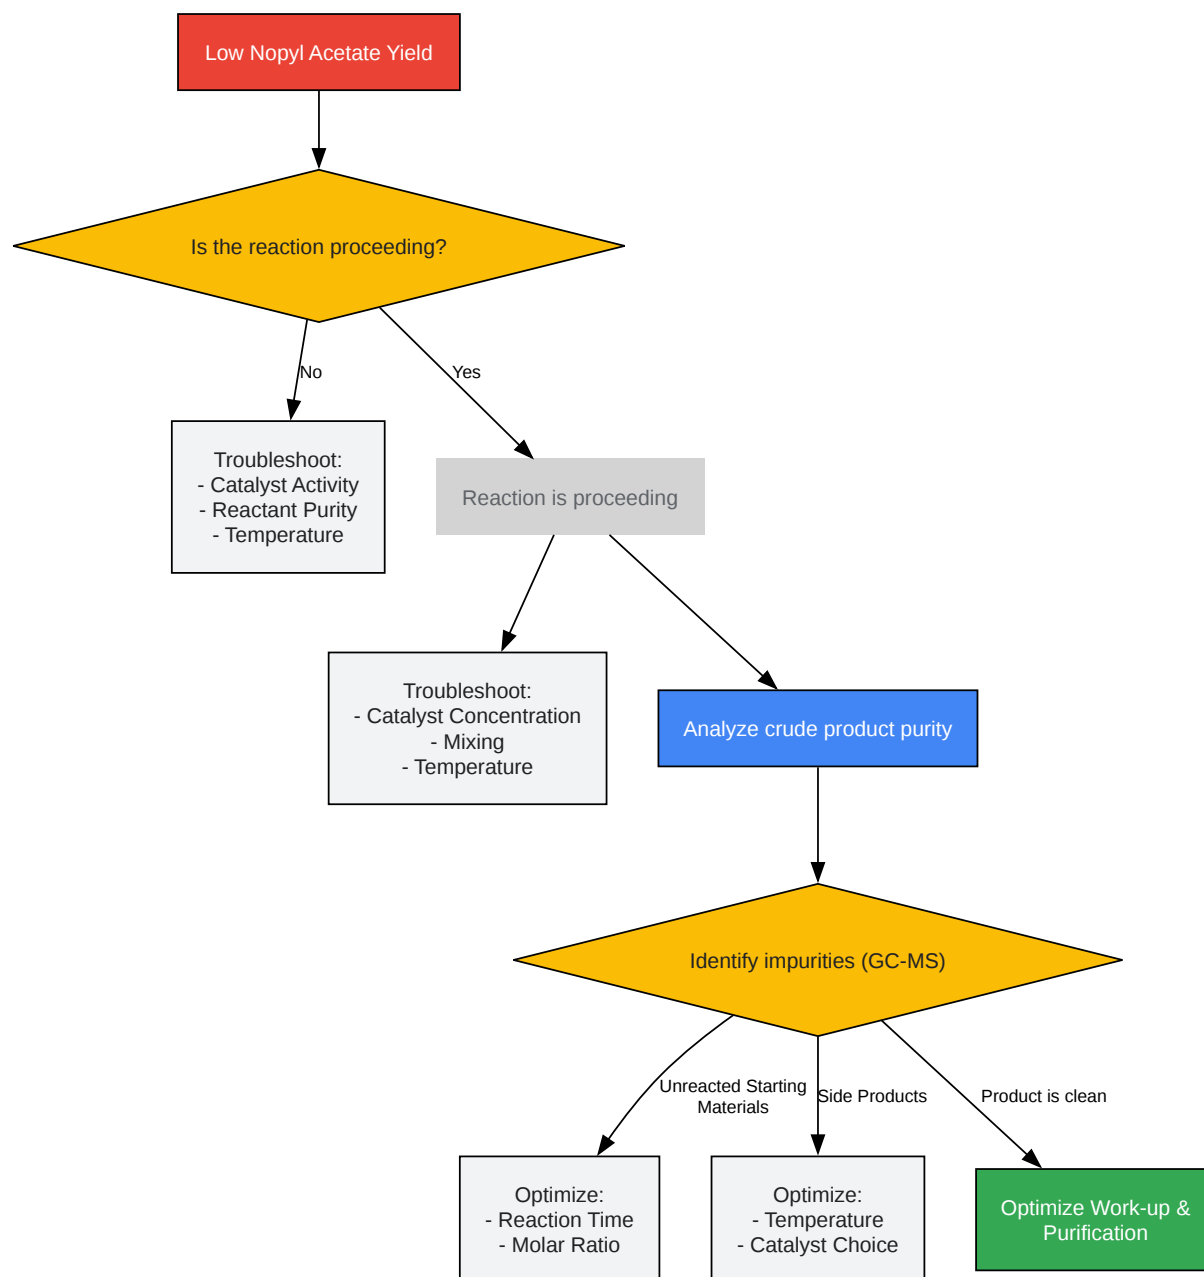 Low Nopyl Acetate Yield
Is the reaction proceeding?
No
Yes
Troubleshoot:
- Catalyst Activity
- Reactant Purity
- Temperature
Reaction is proceeding
Troubleshoot:
- Catalyst Concentration
- Mixing
- Temperature
Analyze crude product purity
Identify impurities (GC-MS)
Unreacted Starting
Materials
Side Products
Product is clean
Optimize:
- Reaction Time
- Molar Ratio
Optimize:
- Temperature
- Catalyst Choice
Optimize Work-up &
Purification